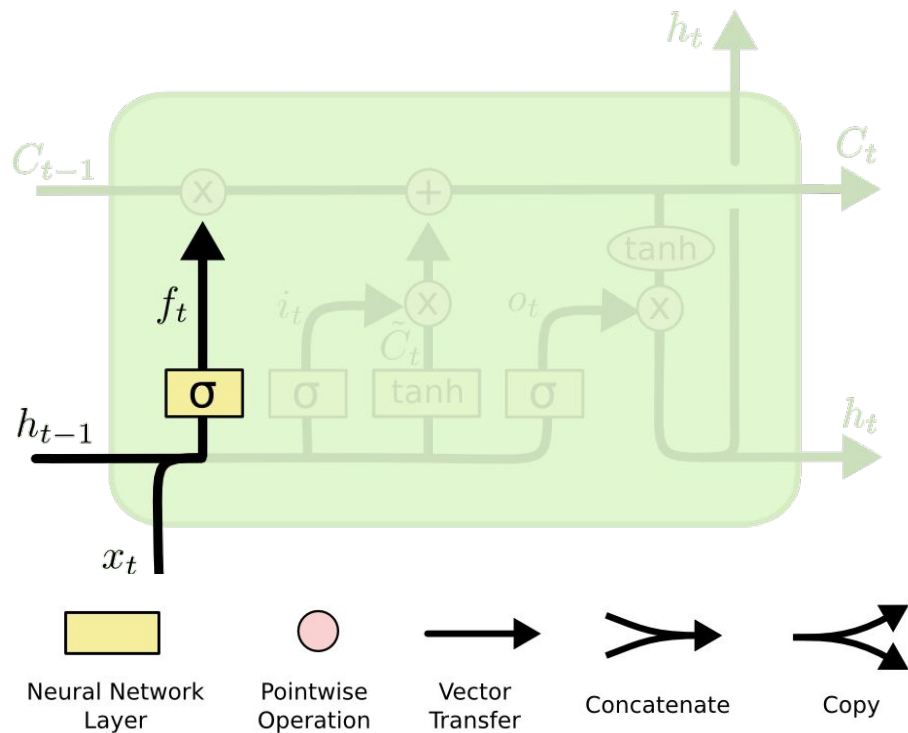 h_t
C_{t-1}
C_t
x
+
tanh
f_t
i_t
x
o_t
x
C̃_t
σ
σ
tanh
σ
h_{t-1}
h_t
x_t
Neural Network
Layer
Pointwise
Operation
Vector
Transfer
Concatenate
Copy